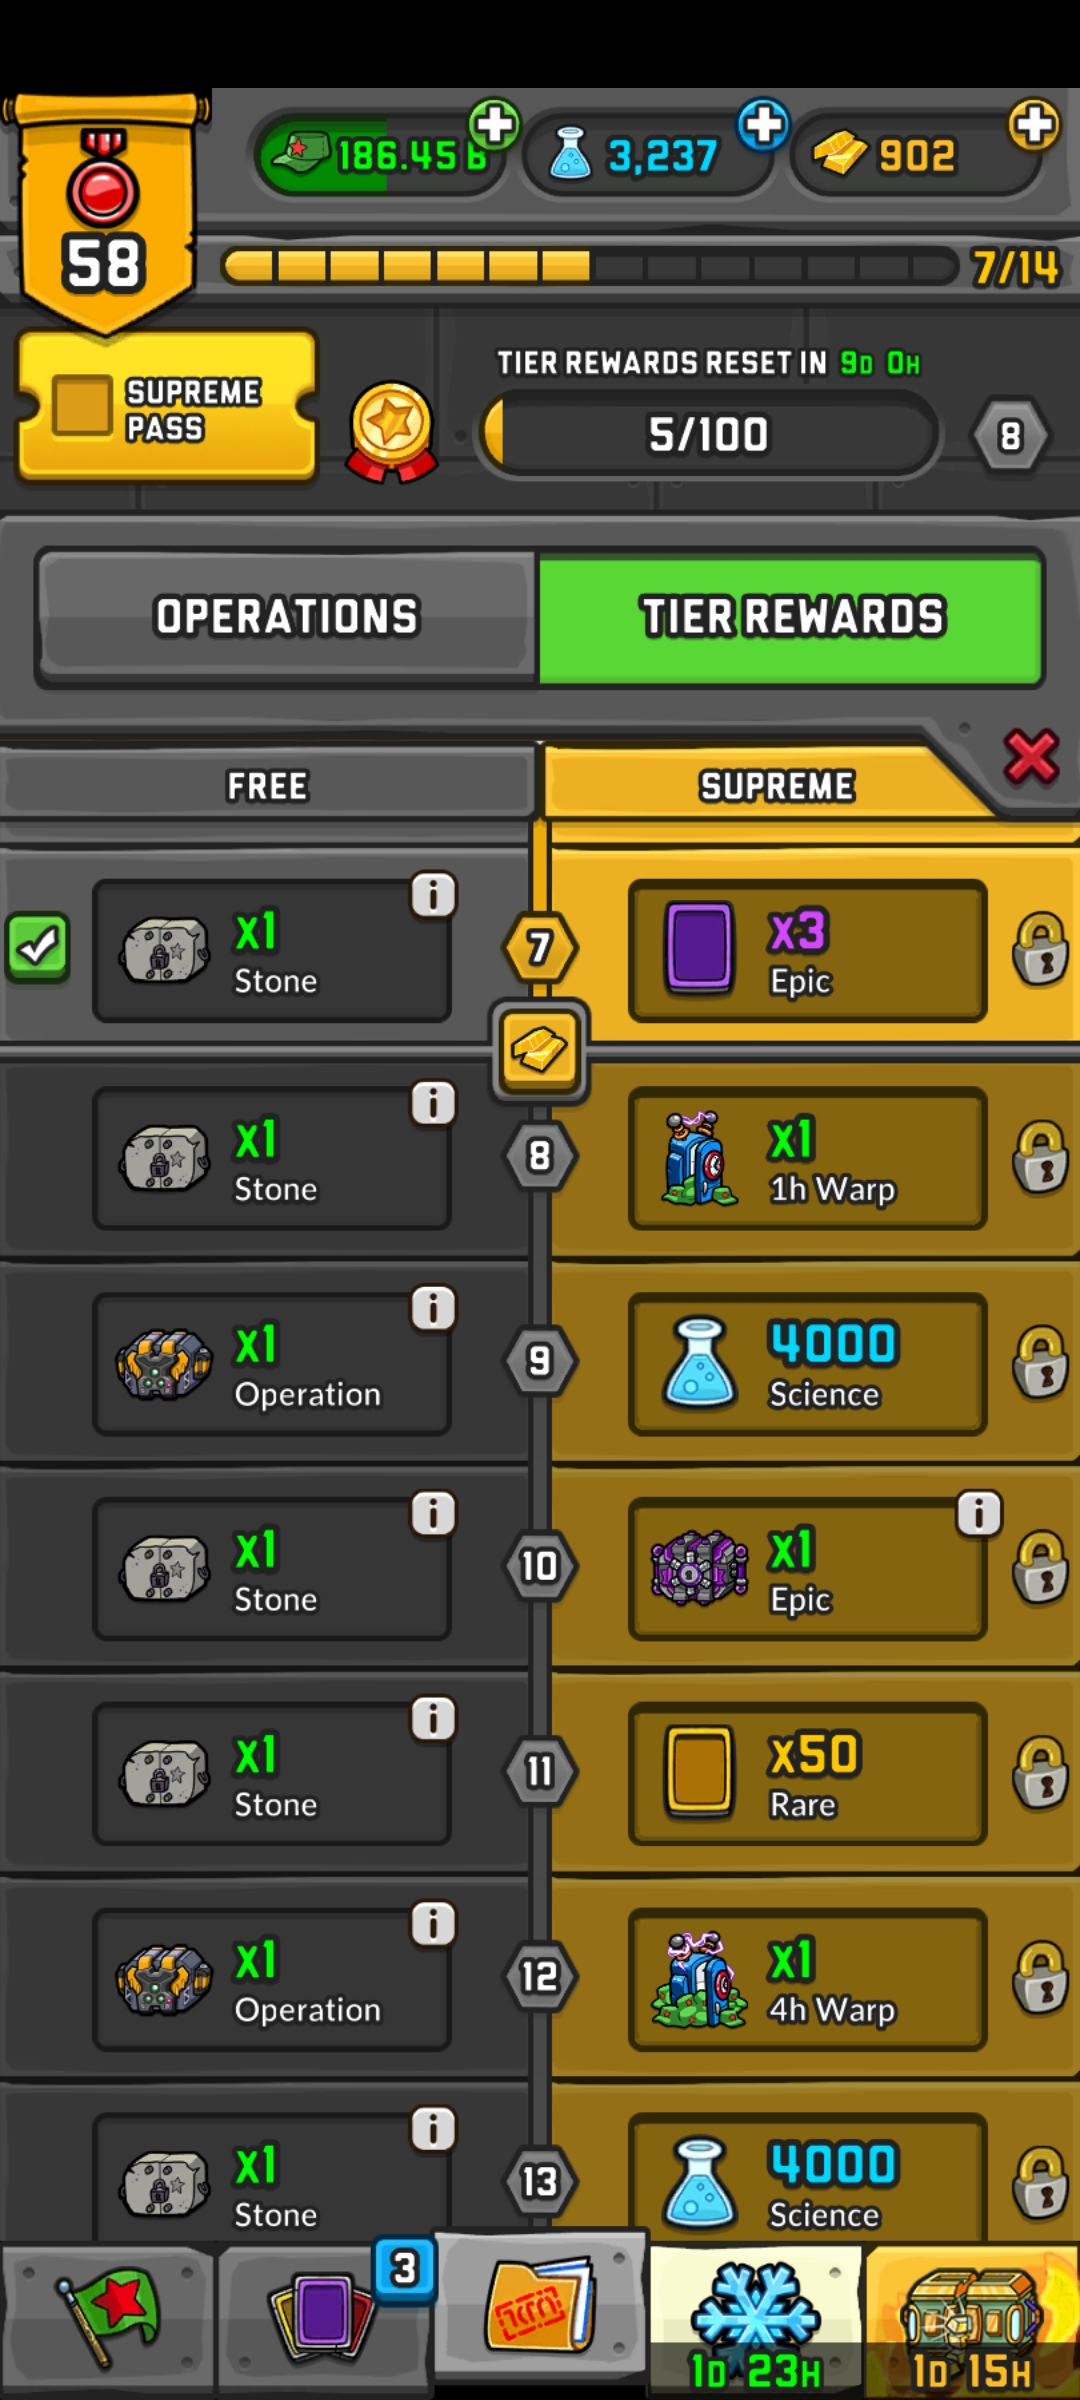 58
186.45 B
3,237
902
7/14
SUPREME
PASS
TIER REWARDS RESET IN 9D 0H
5/100
8
OPERATIONS
TIER REWARDS
FREE
SUPREME
x1
Stone
7
x3
Epic
x1
Stone
8
x1
1h Warp
x1
Operation
9
4000
Science
x1
Stone
10
x1
Epic
x1
Stone
11
x50
Rare
x1
Operation
12
x1
4h Warp
x1
Stone
13
4000
Science
3
1D 23H
1D 15H